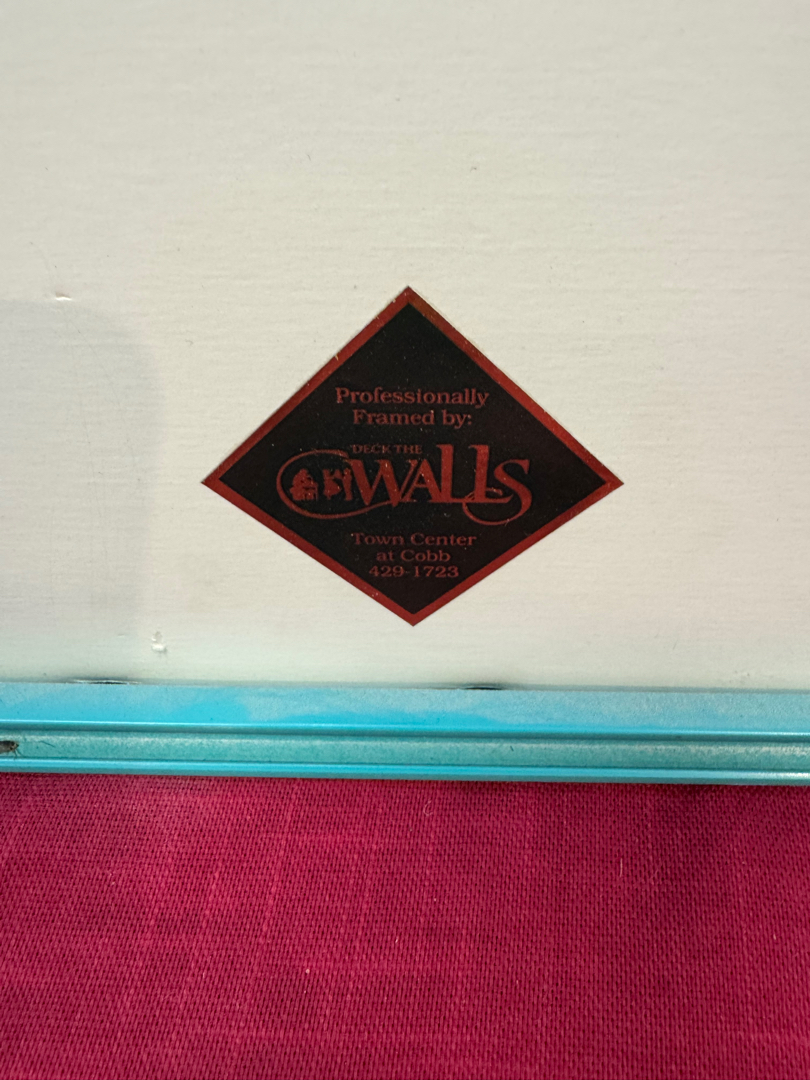 Professionally
Framed by:
DECK THE
WALLS
Town Center
at Cobb
429-1723